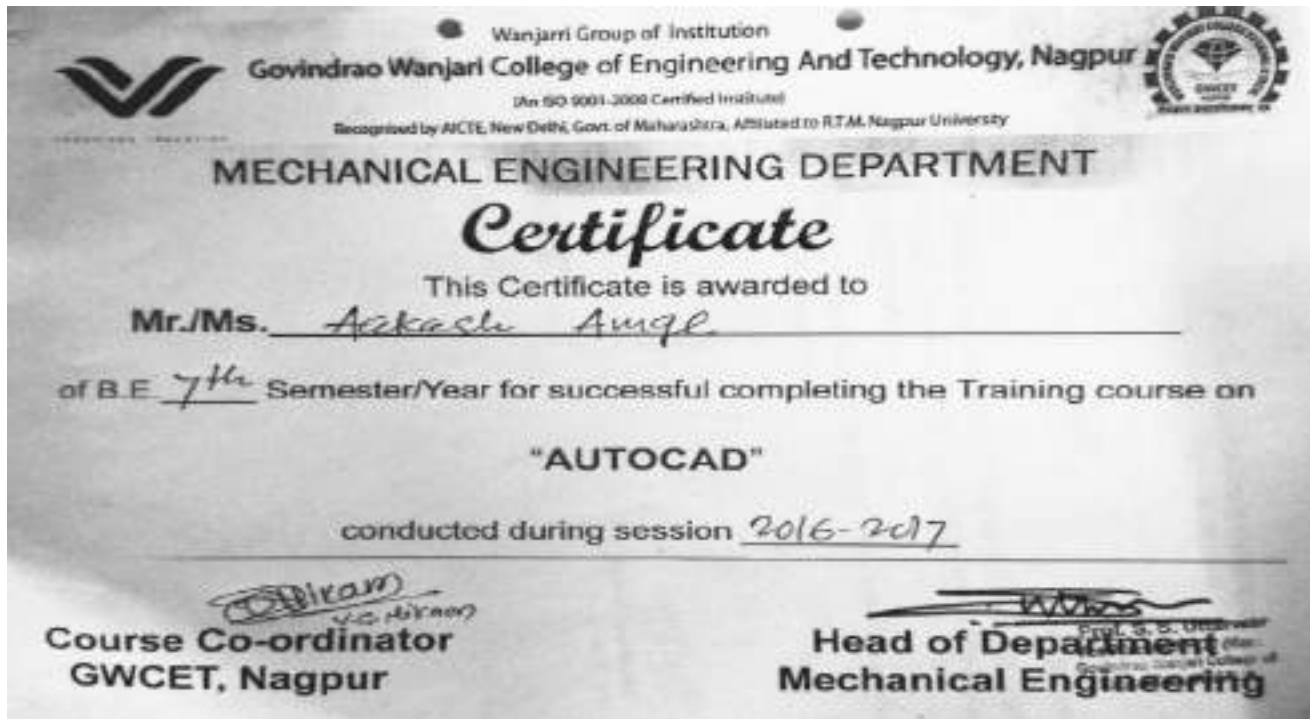 Wanjarri Group of Institution
Govindrao Wanjari College of Engineering And Technology, Nagpur
(An ISO 9001-2008 Certified Institute)
Recognised by AICTE, New Delhi, Govt. of Maharashtra, Affiliated to R.T.M. Nagpur University
GWCET
MECHANICAL ENGINEERING DEPARTMENT
Certificate
This Certificate is awarded to
Mr./Ms. Aakash
of B.E 7th Semester/Year for successful completing the Training course on
"AUTOCAD"
conducted during session 2016-2017
Course Co-ordinator
GWCET, Nagpur
Prof. S. S.
Head of Department
Mechanical Engineering